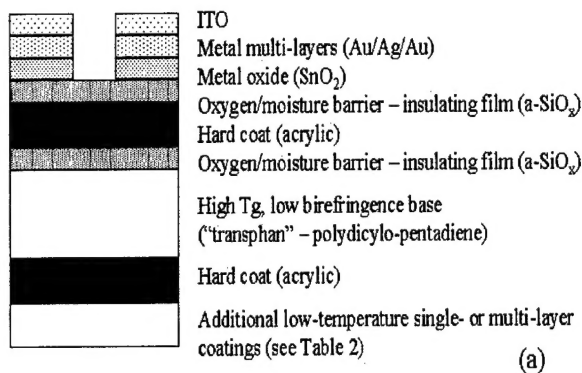 ITO
Metal multi-layers (Au/Ag/Au)
Metal oxide (SnO₂)
Oxygen/moisture barrier – insulating film (a-SiOₓ)
Hard coat (acrylic)
Oxygen/moisture barrier – insulating film (a-SiOₓ)
High Tg, low birefringence base
("transphan" – polydicylo-pentadiene)
Hard coat (acrylic)
Additional low-temperature single- or multi-layer
coatings (see Table 2)
(a)